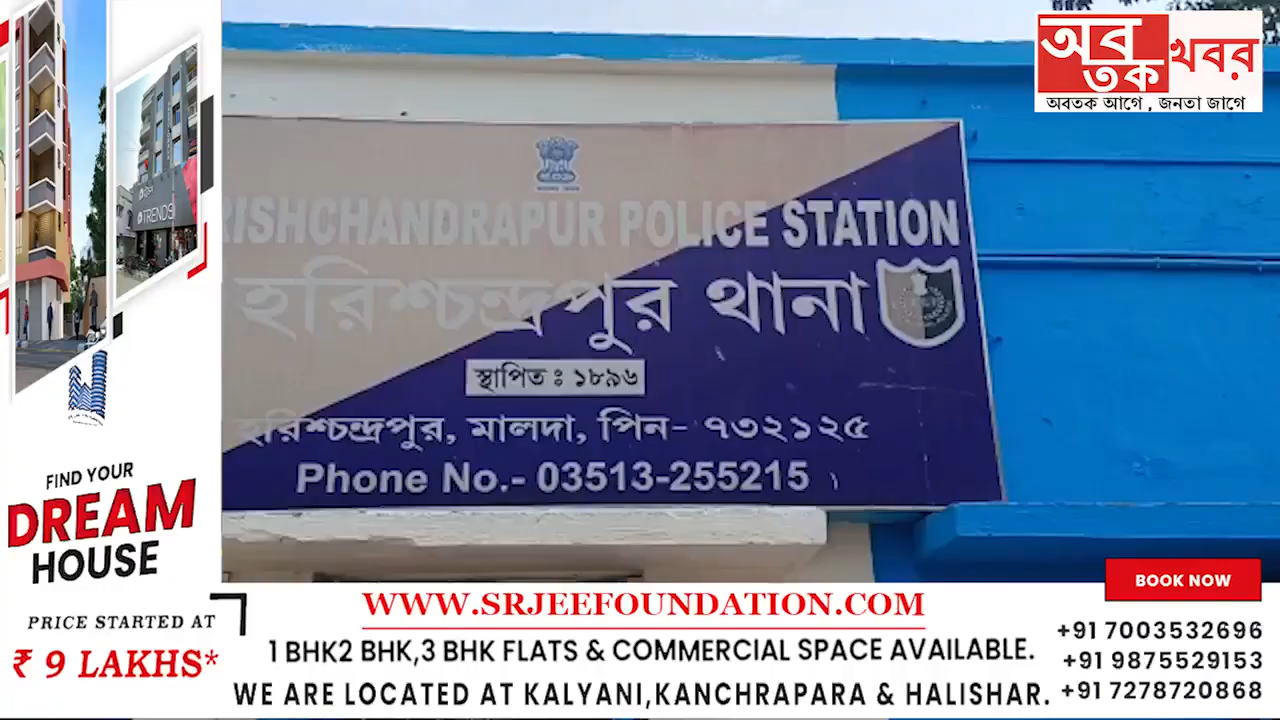 অব
তক
খবর
অবতক আগে , জনতা জাগে
TRENDS
RISHCHANDRAPUR POLICE STATION
হরিশ্চন্দ্রপুর থানা
স্থাপিত ঃ ১৮৯৬
হরিশ্চন্দ্রপুর, মালদা, পিন- ৭৩২১২৫
Phone No.- 03513-255215
FIND YOUR
DREAM
HOUSE
PRICE STARTED AT
₹ 9 LAKHS*
WWW.SRJEEFOUNDATION.COM
1 BHK2 BHK,3 BHK FLATS & COMMERCIAL SPACE AVAILABLE.
WE ARE LOCATED AT KALYANI,KANCHRAPARA & HALISHAR.
BOOK NOW
+91 7003532696
+91 9875529153
+91 7278720868